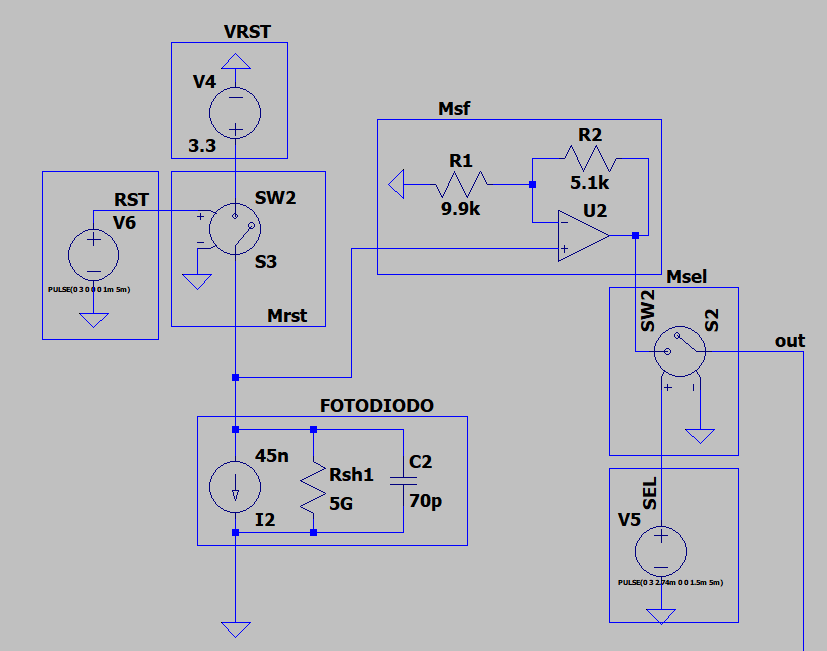 VRST
V4
3.3
Msf
R2
R1
5.1k
9.9k
U2
RST
SW2
V6
S3
PULSE(0 3 0 0 0 1m 5m)
Mrst
Msel
SW2
S2
out
FOTODIODO
45n
Rsh1
C2
5G
70p
I2
SEL
V5
PULSE(0 3 2.74m 0 0 1.5m 5m)